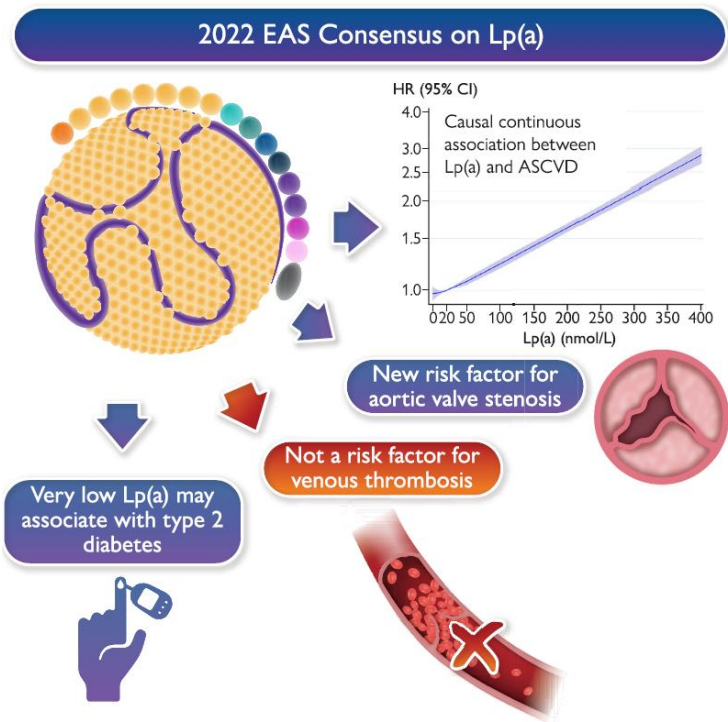 2022 EAS Consensus on Lp(a)
HR (95% CI)
4.0
3.0
2.5
2.0
1.5
1.0
Causal continuous
association between
Lp(a) and ASCVD
0 20 50 100 150 200 250 300 350 400
Lp(a) (nmol/L)
New risk factor for
aortic valve stenosis
Not a risk factor for
venous thrombosis
Very low Lp(a) may
associate with type 2
diabetes